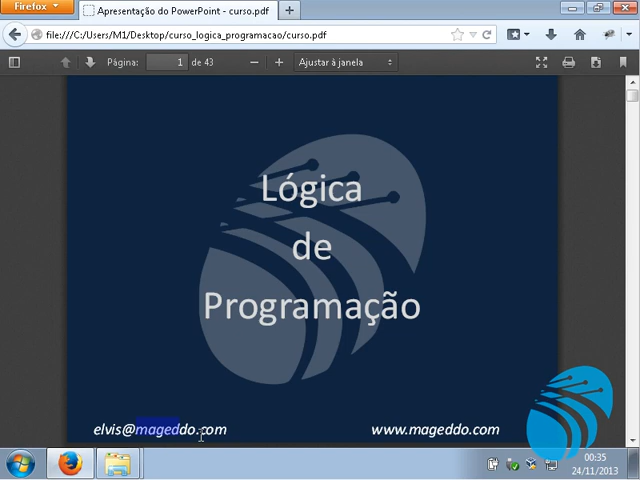 Firefox
Apresentação do PowerPoint - curso.pdf
file:///C:/Users/M1/Desktop/curso_logica_programacao/curso.pdf
Página: 1 de 43 Ajustar à janela
Lógica
de
Programação
elvis@mageddo.com www.mageddo.com
00:35
24/11/2013